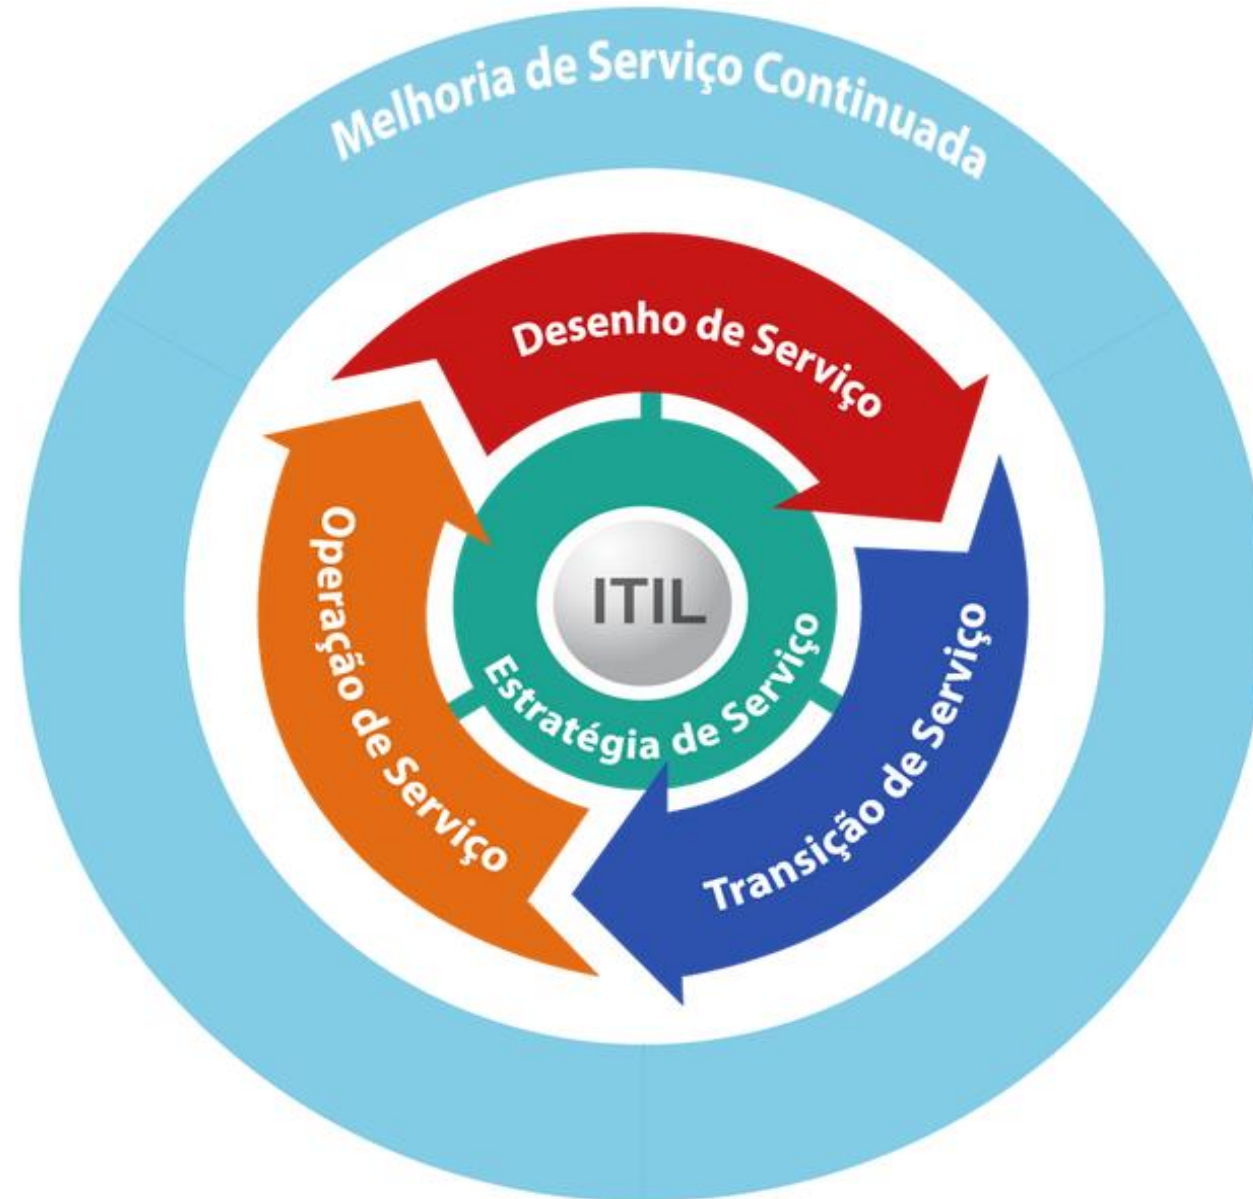 Melhoria de Serviço Continuada
Desenho de Serviço
Transição de Serviço
Operação de Serviço
Estratégia de Serviço
ITIL